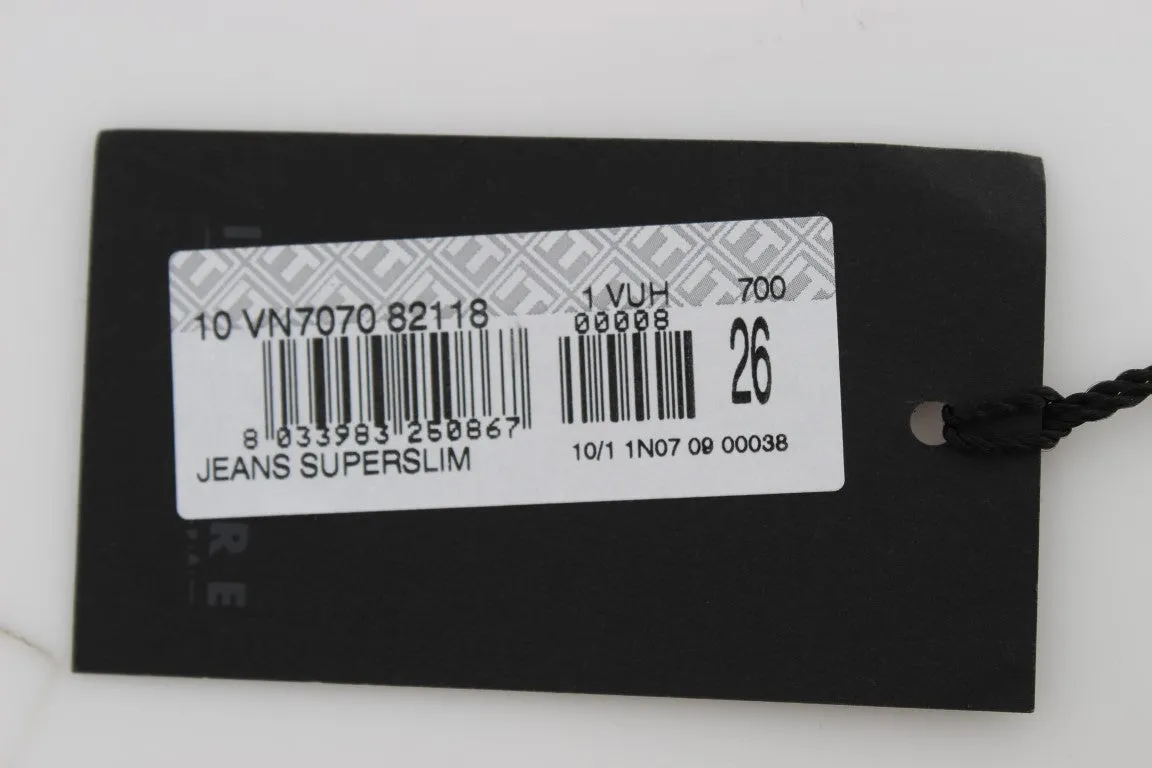 10 VN7070 82118
1 VUH 700
00008
26
8 033983 260867
JEANS SUPERSLIM
10/1 1N07 09 00038